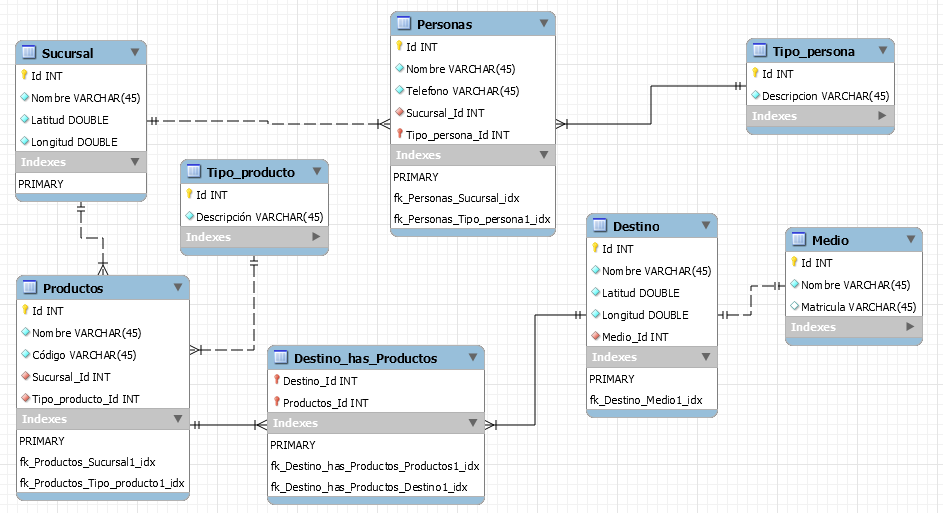 Sucursal
Id INT
Nombre VARCHAR(45)
Latitud DOUBLE
Longitud DOUBLE
Indexes
PRIMARY
Personas
Id INT
Nombre VARCHAR(45)
Telefono VARCHAR(45)
Sucursal_Id INT
Tipo_persona_Id INT
Indexes
PRIMARY
fk_Personas_Sucursal_idx
fk_Personas_Tipo_persona1_idx
Tipo_persona
Id INT
Descripcion VARCHAR(45)
Indexes
Tipo_producto
Id INT
Descripción VARCHAR(45)
Indexes
Destino
Id INT
Nombre VARCHAR(45)
Latitud DOUBLE
Longitud DOUBLE
Medio_Id INT
Indexes
PRIMARY
fk_Destino_Medio1_idx
Medio
Id INT
Nombre VARCHAR(45)
Matricula VARCHAR(45)
Indexes
Productos
Id INT
Nombre VARCHAR(45)
Código VARCHAR(45)
Sucursal_Id INT
Tipo_producto_Id INT
Indexes
PRIMARY
fk_Productos_Sucursal1_idx
fk_Productos_Tipo_producto1_idx
Destino_has_Productos
Destino_Id INT
Productos_Id INT
Indexes
PRIMARY
fk_Destino_has_Productos_Productos1_idx
fk_Destino_has_Productos_Destino1_idx